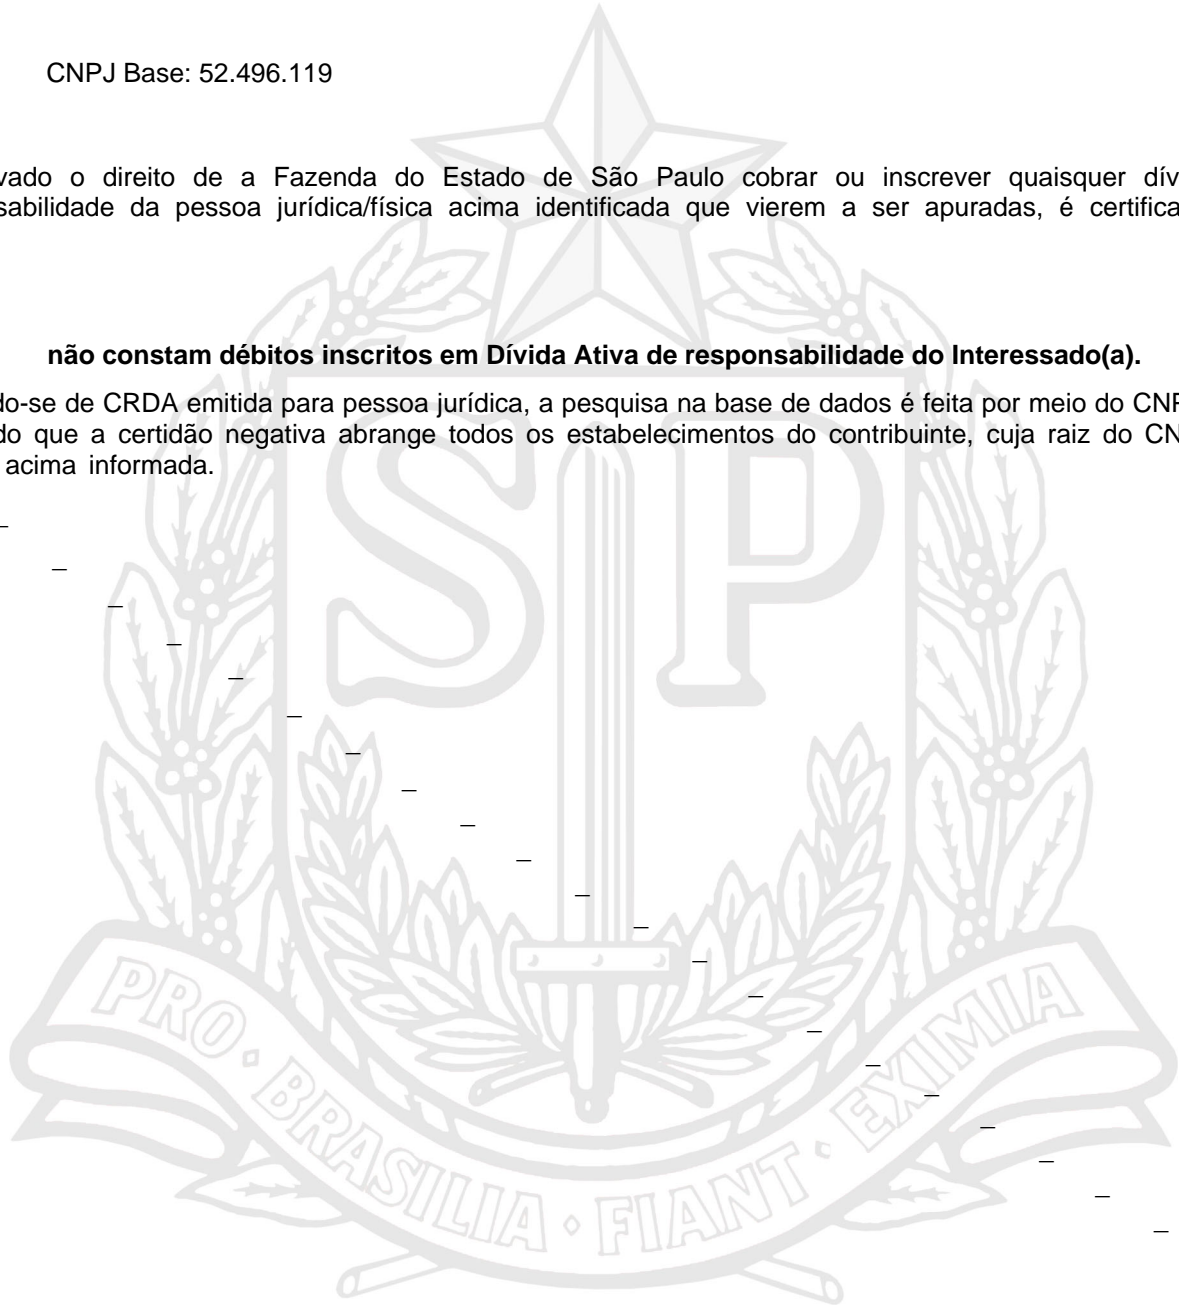 CNPJ Base: 52.496.119
vado o direito de a Fazenda do Estado de São Paulo cobrar ou inscrever quaisquer dív
sabilidade da pessoa jurídica/física acima identificada que vierem a ser apuradas, é certifica
não constam débitos inscritos em Dívida Ativa de responsabilidade do Interessado(a).
do-se de CRDA emitida para pessoa jurídica, a pesquisa na base de dados é feita por meio do CNP
do que a certidão negativa abrange todos os estabelecimentos do contribuinte, cuja raiz do CN
acima informada.
SP
PRO · BRASILIA · FIANT · EXIMIA